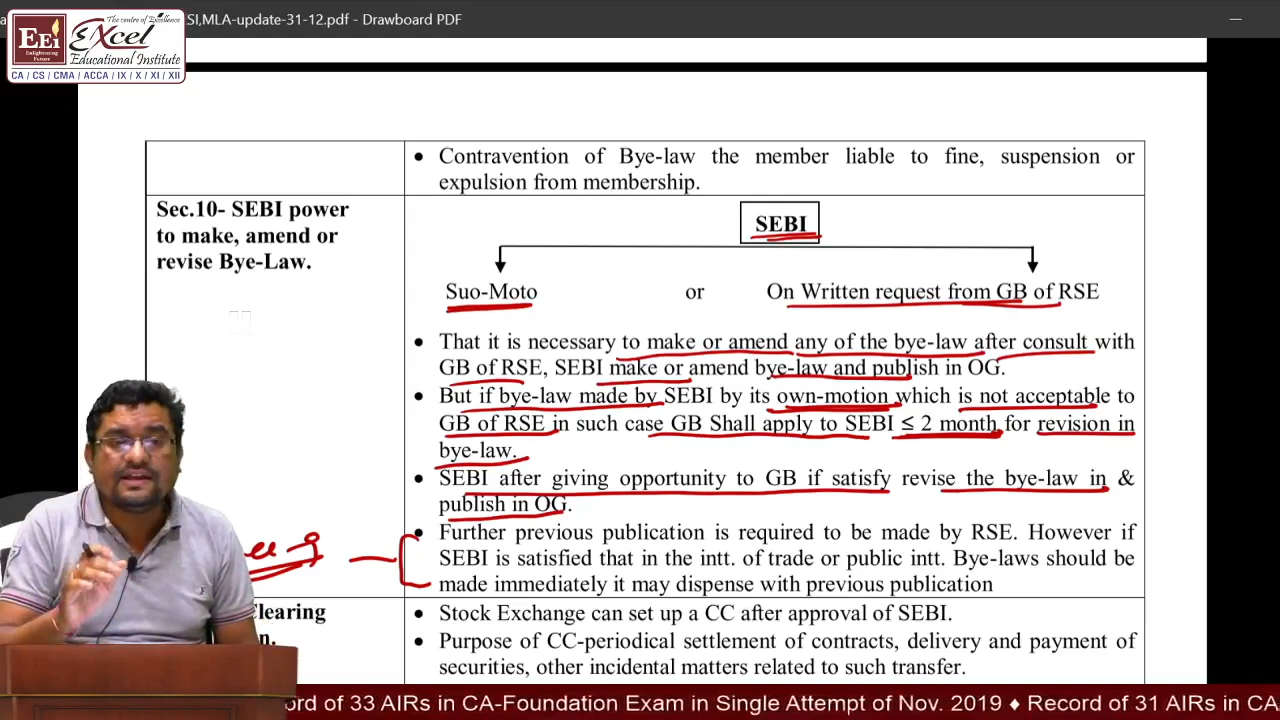 SI,MLA-update-31-12.pdf - Drawboard PDF
The centre of Excellence
EEi
Enlightening
Future
Excel
Educational Institute
CA / CS / CMA / ACCA / IX / X / XI / XII
• Contravention of Bye-law the member liable to fine, suspension or
expulsion from membership.
Sec.10- SEBI power
to make, amend or
revise Bye-Law.
SEBI
Suo-Moto or On Written request from GB of RSE
• That it is necessary to make or amend any of the bye-law after consult with
GB of RSE, SEBI make or amend bye-law and publish in OG.
• But if bye-law made by SEBI by its own-motion which is not acceptable to
GB of RSE in such case GB Shall apply to SEBI ≤ 2 month for revision in
bye-law.
• SEBI after giving opportunity to GB if satisfy revise the bye-law in &
publish in OG.
• Further previous publication is required to be made by RSE. However if
SEBI is satisfied that in the intt. of trade or public intt. Bye-laws should be
made immediately it may dispense with previous publication
Clearing
n.
• Stock Exchange can set up a CC after approval of SEBI.
• Purpose of CC-periodical settlement of contracts, delivery and payment of
securities, other incidental matters related to such transfer.
ord of 33 AIRs in CA-Foundation Exam in Single Attempt of Nov. 2019 ♦ Record of 31 AIRs in CA